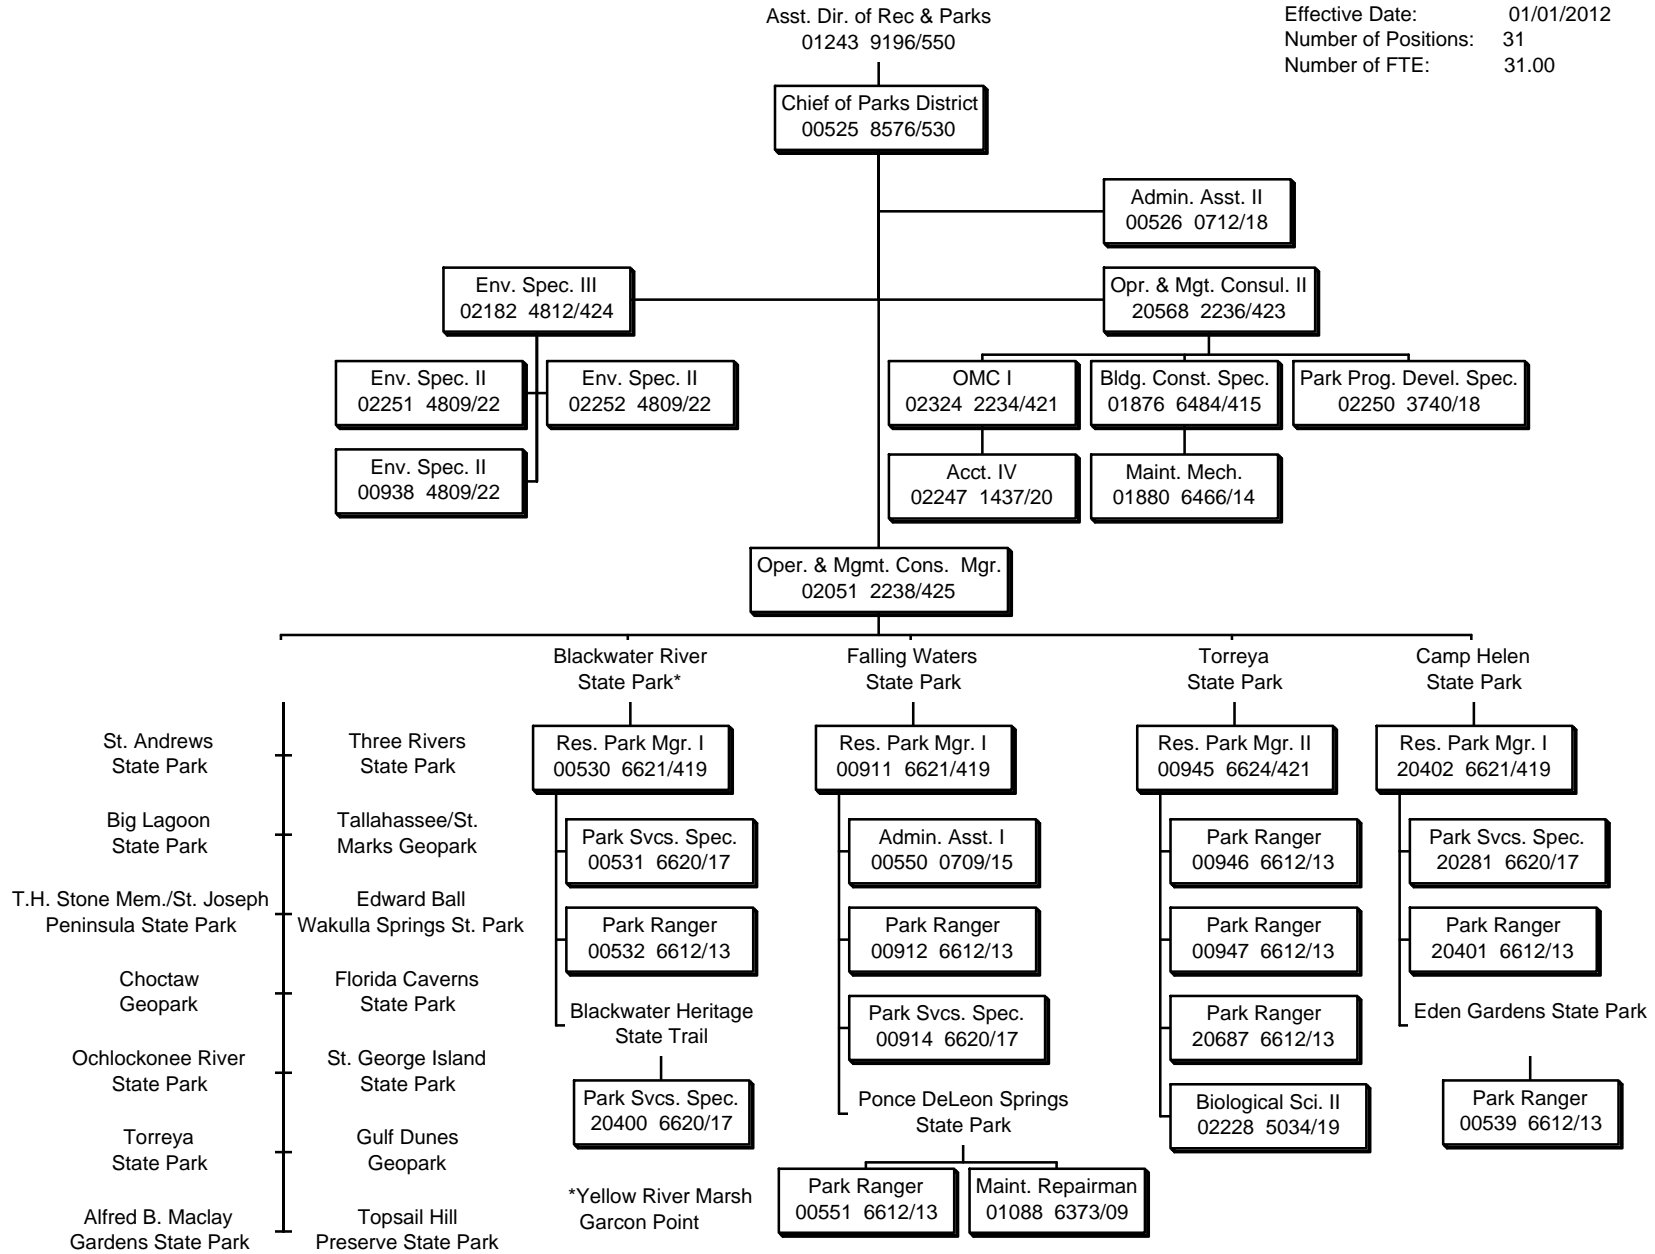 Asst. Dir. of Rec & Parks
01243 9196/550
Effective Date: 01/01/2012
Number of Positions: 31
Number of FTE: 31.00
Chief of Parks District
00525 8576/530
Admin. Asst. II
00526 0712/18
Env. Spec. III
02182 4812/424
Opr. & Mgt. Consul. II
20568 2236/423
Env. Spec. II
02251 4809/22
Env. Spec. II
02252 4809/22
OMC I
02324 2234/421
Bldg. Const. Spec.
01876 6484/415
Park Prog. Devel. Spec.
02250 3740/18
Env. Spec. II
00938 4809/22
Acct. IV
02247 1437/20
Maint. Mech.
01880 6466/14
Oper. & Mgmt. Cons. Mgr.
02051 2238/425
St. Andrews
State Park
Three Rivers
State Park
Big Lagoon
State Park
Tallahassee/St.
Marks Geopark
T.H. Stone Mem./St. Joseph
Peninsula State Park
Edward Ball
Wakulla Springs St. Park
Choctaw
Geopark
Florida Caverns
State Park
Ochlockonee River
State Park
St. George Island
State Park
Torreya
State Park
Gulf Dunes
Geopark
Alfred B. Maclay
Gardens State Park
Topsail Hill
Preserve State Park
Blackwater River
State Park*
Res. Park Mgr. I
00530 6621/419
Park Svcs. Spec.
00531 6620/17
Park Ranger
00532 6612/13
Blackwater Heritage
State Trail
Park Svcs. Spec.
20400 6620/17
*Yellow River Marsh
Garcon Point
Falling Waters
State Park
Res. Park Mgr. I
00911 6621/419
Admin. Asst. I
00550 0709/15
Park Ranger
00912 6612/13
Park Svcs. Spec.
00914 6620/17
Ponce DeLeon Springs
State Park
Park Ranger
00551 6612/13
Maint. Repairman
01088 6373/09
Torreya
State Park
Res. Park Mgr. II
00945 6624/421
Park Ranger
00946 6612/13
Park Ranger
00947 6612/13
Park Ranger
20687 6612/13
Biological Sci. II
02228 5034/19
Camp Helen
State Park
Res. Park Mgr. I
20402 6621/419
Park Svcs. Spec.
20281 6620/17
Park Ranger
20401 6612/13
Eden Gardens State Park
Park Ranger
00539 6612/13